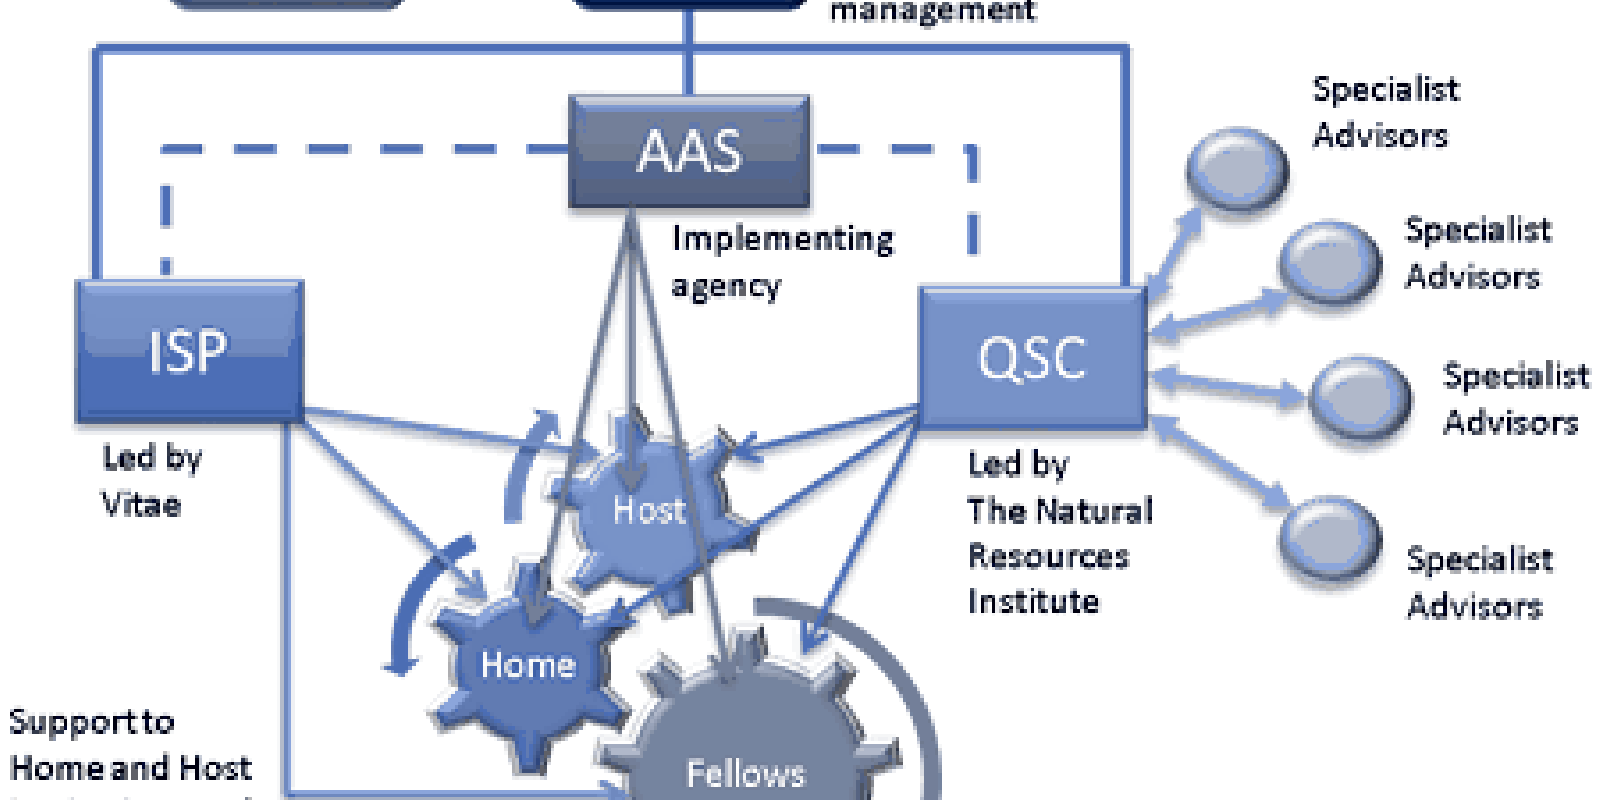 management
Specialist
Advisors
AAS
Specialist
Advisors
Implementing
agency
ISP
QSC
Specialist
Advisors
Led by
Vitae
Led by
The Natural
Resources
Institute
Host
Specialist
Advisors
Home
Support to
Home and Host
Fellows